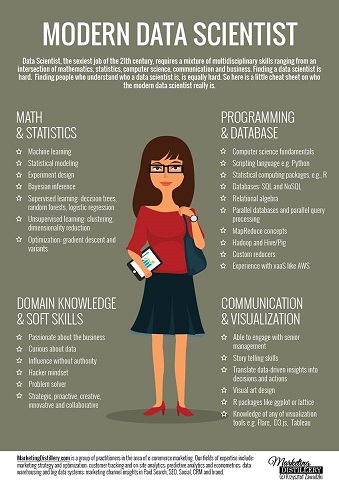 MODERN DATA SCIENTIST
Data Scientist, the sexiest job of the 21th century, requires a mixture of multidisciplinary skills ranging from an
intersection of mathematics, statistics, computer science, communication and business. Finding a data scientist is
hard. Finding people who understand who a data scientist is, is equally hard. So here is a little cheat sheet on who
the modern data scientist really is.
MATH
& STATISTICS
Machine learning
Statistical modeling
Experiment design
Bayesian inference
Supervised learning: decision trees,
random forests, logistic regression
Unsupervised learning: clustering,
dimensionality reduction
Optimization: gradient descent and
variants
PROGRAMMING
& DATABASE
Computer science fundamentals
Scripting language e.g. Python
Statistical computing packages, e.g., R
Databases: SQL and NoSQL
Relational algebra
Parallel databases and parallel query
processing
MapReduce concepts
Hadoop and Hive/Pig
Custom reducers
Experience with xaaS like AWS
DOMAIN KNOWLEDGE
& SOFT SKILLS
Passionate about the business
Curious about data
Influence without authority
Hacker mindset
Problem solver
Strategic, proactive, creative,
innovative and collaborative
COMMUNICATION
& VISUALIZATION
Able to engage with senior
management
Story telling skills
Translate data-driven insights into
decisions and actions
Visual art design
R packages like ggplot or lattice
Knowledge of any of visualization
tools e.g. Flare, D3.js, Tableau
MarketingDistillery.com is a group of practitioners in the area of e-commerce marketing. Our fields of expertise include:
marketing strategy and optimization: customer tracking and on-site analytics: predictive analytics and econometrics: data
warehousing and big data systems: marketing channel insights in Paid Search, SEO, Social, CRM and brand.
Marketing
DISTILLERY
(c) Krzysztof Zawadzki